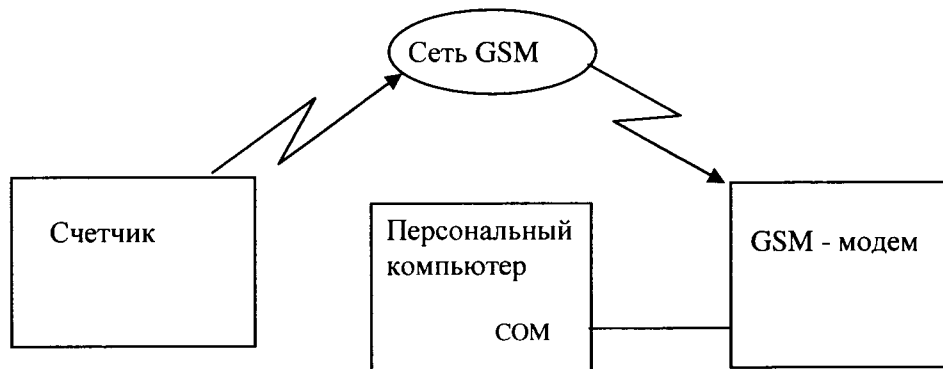 Сеть GSM
Счетчик
Персональный
компьютер
COM
GSM - модем